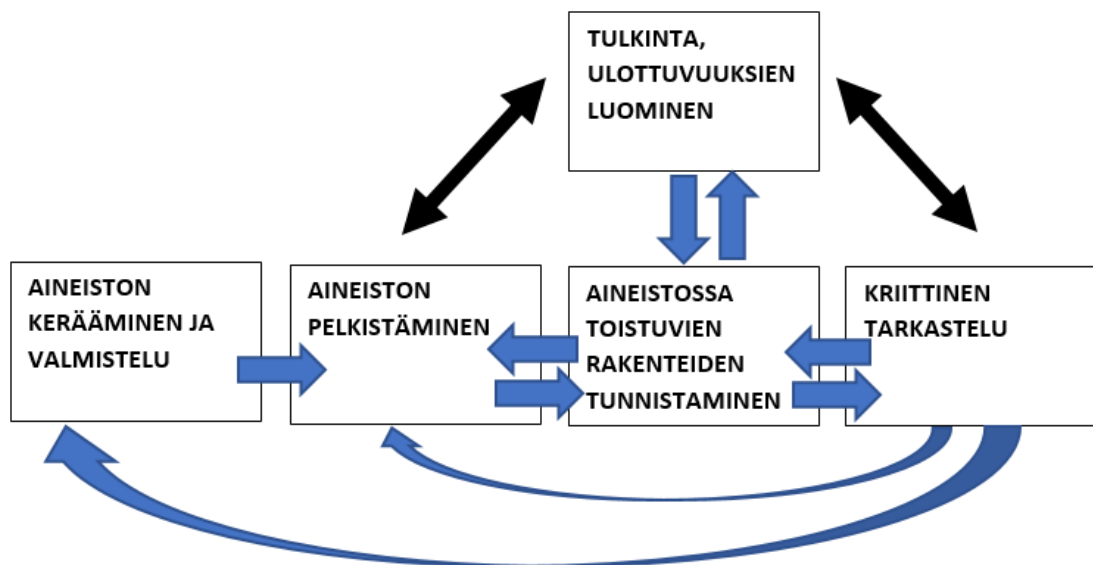 TULKINTA,
ULOTTUVUUKSIEN
LUOMINEN
AINEISTON
KERÄÄMINEN JA
VALMISTELU
AINEISTON
PELKISTÄMINEN
AINEISTOSSA
TOISTUVIEN
RAKENTEIDEN
TUNNISTAMINEN
KRIITTINEN
TARKASTELU